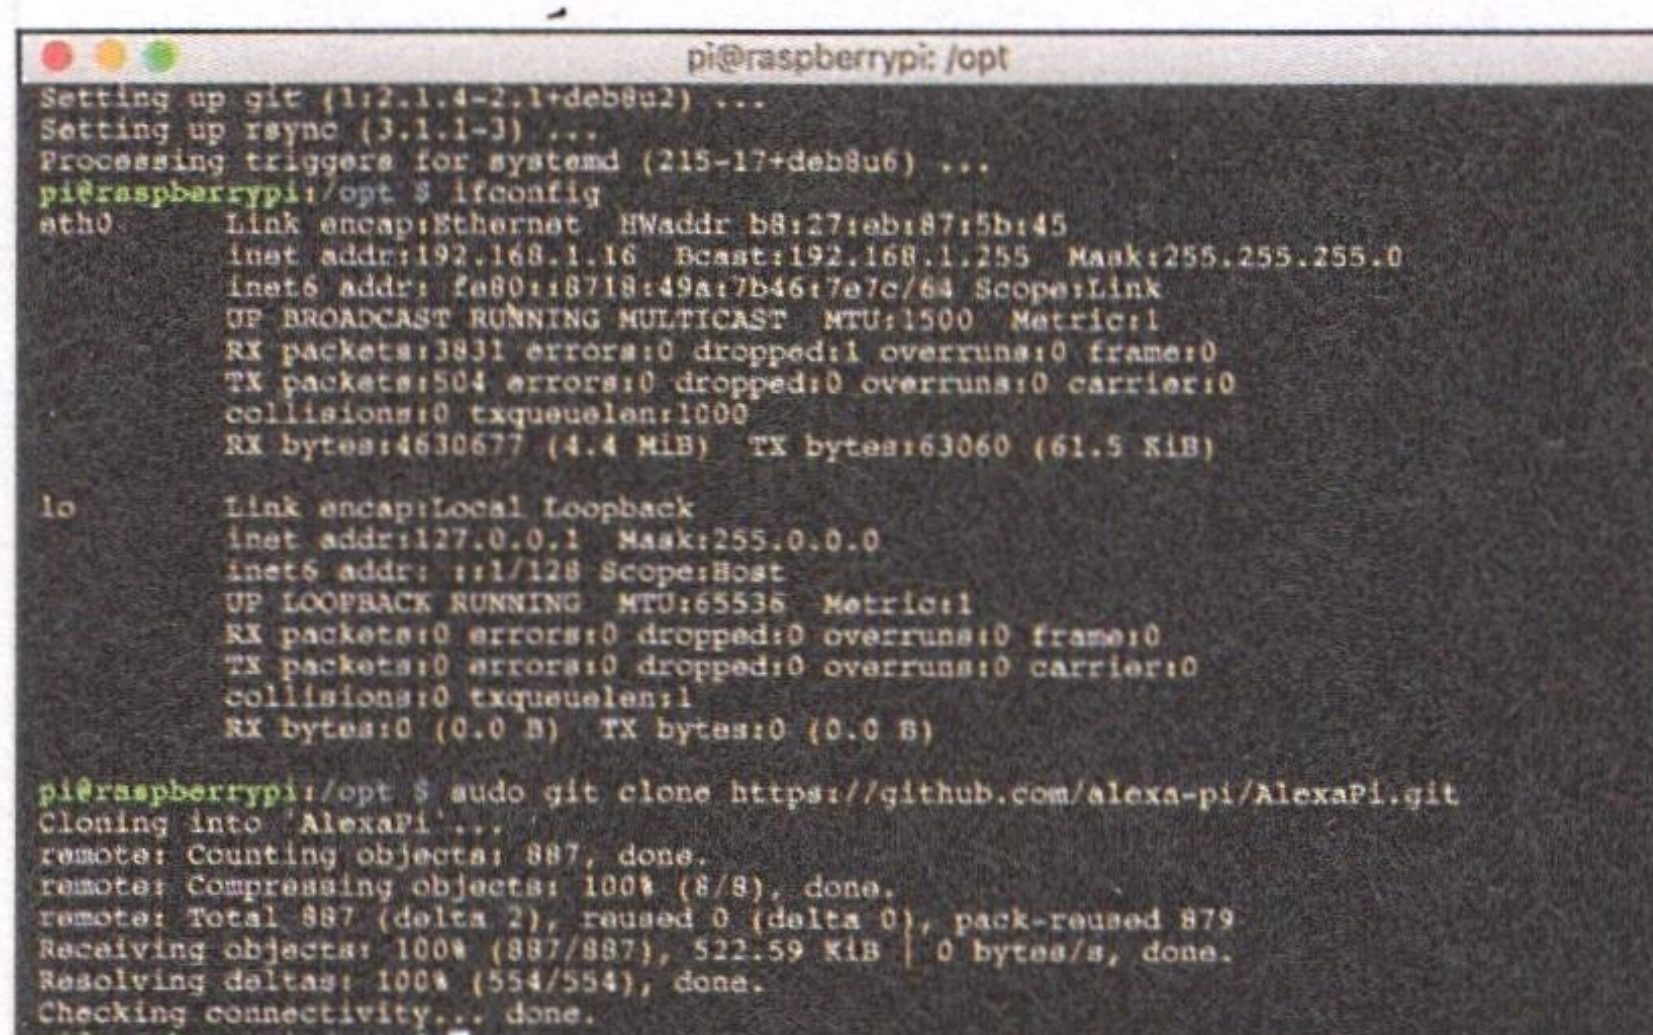 pi@raspberrypi: /opt
Setting up git (1:2.1.4-2.1+deb8u2) ...
Setting up rsync (3.1.1-3) ...
Processing triggers for systemd (215-17+deb8u6) ...
pi@raspberrypi:/opt $ ifconfig
eth0 Link encap:Ethernet HWaddr b8:27:eb:87:5b:45
inet addr:192.168.1.16 Bcast:192.168.1.255 Mask:255.255.255.0
inet6 addr: fe80::8718:49a:7b46:7e7c/64 Scope:Link
UP BROADCAST RUNNING MULTICAST MTU:1500 Metric:1
RX packets:3831 errors:0 dropped:1 overruns:0 frame:0
TX packets:504 errors:0 dropped:0 overruns:0 carrier:0
collisions:0 txqueuelen:1000
RX bytes:4630677 (4.4 MiB) TX bytes:63060 (61.5 KiB)
lo Link encap:Local Loopback
inet addr:127.0.0.1 Mask:255.0.0.0
inet6 addr: ::1/128 Scope:Host
UP LOOPBACK RUNNING MTU:65536 Metric:1
RX packets:0 errors:0 dropped:0 overruns:0 frame:0
TX packets:0 errors:0 dropped:0 overruns:0 carrier:0
collisions:0 txqueuelen:1
RX bytes:0 (0.0 B) TX bytes:0 (0.0 B)
pi@raspberrypi:/opt $ sudo git clone https://github.com/alexa-pi/AlexaPi.git
Cloning into 'AlexaPi'...
remote: Counting objects: 887, done.
remote: Compressing objects: 100% (8/8), done.
remote: Total 887 (delta 2), reused 0 (delta 0), pack-reused 879
Receiving objects: 100% (887/887), 522.59 KiB | 0 bytes/s, done.
Resolving deltas: 100% (554/554), done.
Checking connectivity... done.